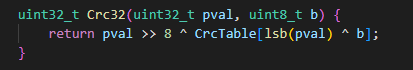 uint32_t Crc32(uint32_t pval, uint8_t b) {
return pval >> 8 ^ CrcTable[lsb(pval) ^ b];
}